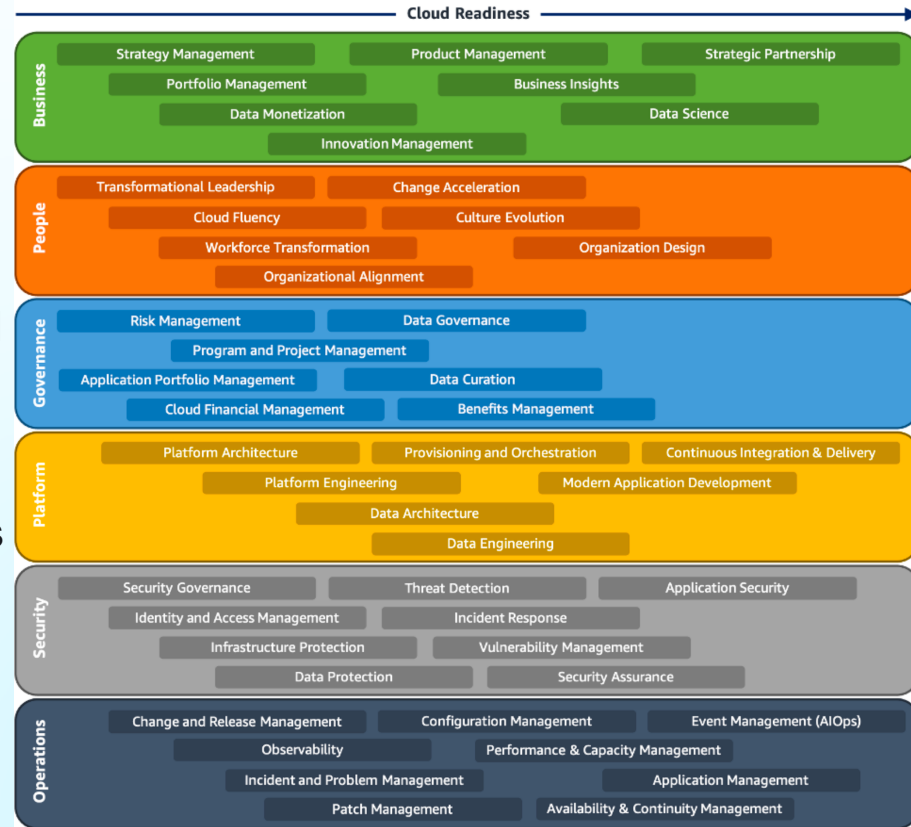 Cloud Readiness
Business
Strategy Management Product Management Strategic Partnership
Portfolio Management Business Insights
Data Monetization Data Science
Innovation Management
People
Transformational Leadership Change Acceleration
Cloud Fluency Culture Evolution
Workforce Transformation Organization Design
Organizational Alignment
Governance
Risk Management Data Governance
Program and Project Management
Application Portfolio Management Data Curation
Cloud Financial Management Benefits Management
Platform
Platform Architecture Provisioning and Orchestration Continuous Integration & Delivery
Platform Engineering Modern Application Development
Data Architecture
Data Engineering
s
Security
Security Governance Threat Detection Application Security
Identity and Access Management Incident Response
Infrastructure Protection Vulnerability Management
Data Protection Security Assurance
Operations
Change and Release Management Configuration Management Event Management (AIOps)
Observability Performance & Capacity Management
Incident and Problem Management Application Management
Patch Management Availability & Continuity Management